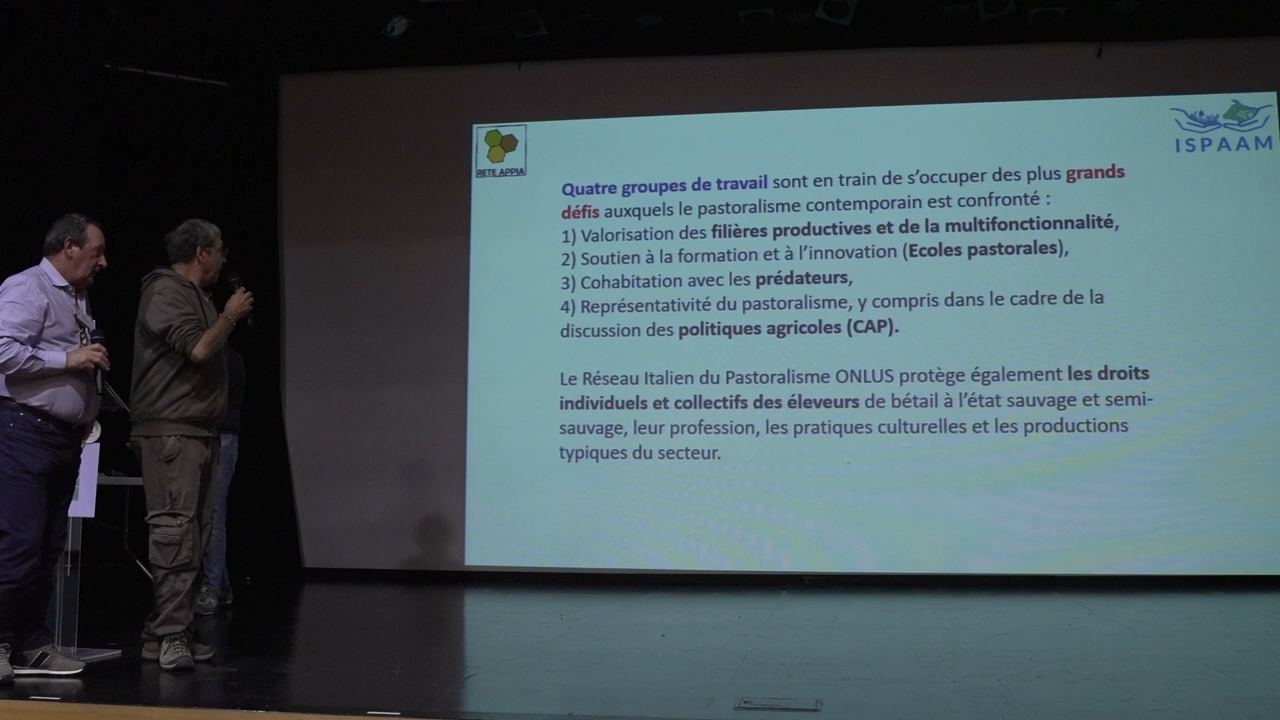 RETE APPIA
ISPAAM
Quatre groupes de travail sont en train de s’occuper des plus grands
défis auxquels le pastoralisme contemporain est confronté :
1) Valorisation des filières productives et de la multifonctionnalité,
2) Soutien à la formation et à l’innovation (Ecoles pastorales),
3) Cohabitation avec les prédateurs,
4) Représentativité du pastoralisme, y compris dans le cadre de la
discussion des politiques agricoles (CAP).
Le Réseau Italien du Pastoralisme ONLUS protège également les droits
individuels et collectifs des éleveurs de bétail à l’état sauvage et semi-
sauvage, leur profession, les pratiques culturelles et les productions
typiques du secteur.